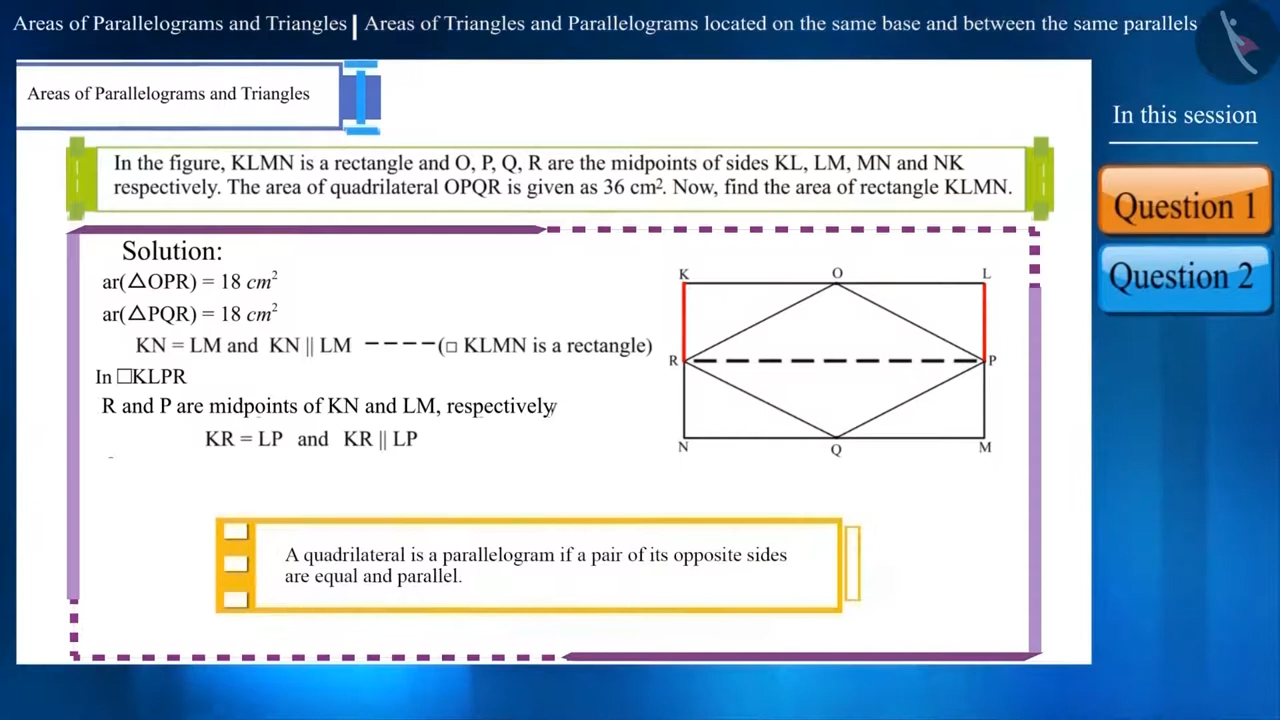 Areas of Parallelograms and Triangles | Areas of Triangles and Parallelograms located on the same base and between the same parallels
Areas of Parallelograms and Triangles
In this session
Question 1
Question 2
In the figure, KLMN is a rectangle and O, P, Q, R are the midpoints of sides KL, LM, MN and NK
respectively. The area of quadrilateral OPQR is given as 36 cm². Now, find the area of rectangle KLMN.
Solution:
ar(△OPR) = 18 cm²
ar(△PQR) = 18 cm²
KN = LM and KN || LM ----(□ KLMN is a rectangle)
In □KLPR
R and P are midpoints of KN and LM, respectively
KR = LP and KR || LP
K O L
R P
N Q M
A quadrilateral is a parallelogram if a pair of its opposite sides
are equal and parallel.